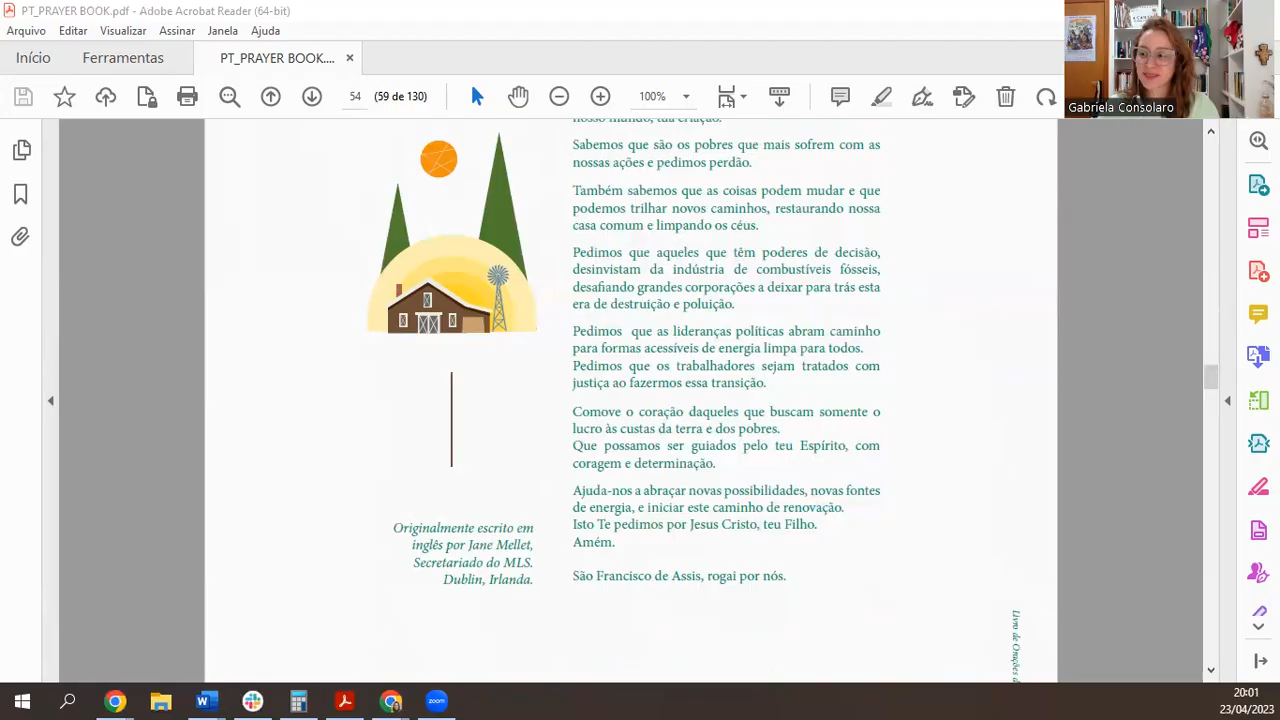 PT_PRAYER BOOK.pdf - Adobe Acrobat Reader (64-bit)
Arquivo Editar Visualizar Assinar Janela Ajuda
Início Ferramentas PT_PRAYER BOOK.... ×
54 (59 de 130) 100%
Gabriela Consolaro
nosso mundo, tua criação.
Sabemos que são os pobres que mais sofrem com as
nossas ações e pedimos perdão.
Também sabemos que as coisas podem mudar e que
podemos trilhar novos caminhos, restaurando nossa
casa comum e limpando os céus.
Pedimos que aqueles que têm poderes de decisão,
desinvistam da indústria de combustíveis fósseis,
desafiando grandes corporações a deixar para trás esta
era de destruição e poluição.
Pedimos que as lideranças políticas abram caminho
para formas acessíveis de energia limpa para todos.
Pedimos que os trabalhadores sejam tratados com
justiça ao fazermos essa transição.
Comove o coração daqueles que buscam somente o
lucro às custas da terra e dos pobres.
Que possamos ser guiados pelo teu Espírito, com
coragem e determinação.
Ajuda-nos a abraçar novas possibilidades, novas fontes
de energia, e iniciar este caminho de renovação.
Isto Te pedimos por Jesus Cristo, teu Filho.
Amém.
São Francisco de Assis, rogai por nós.
Originalmente escrito em
inglês por Jane Mellet,
Secretariado do MLS.
Dublin, Irlanda.
Livro de Orações d
zoom
20:01
23/04/2023